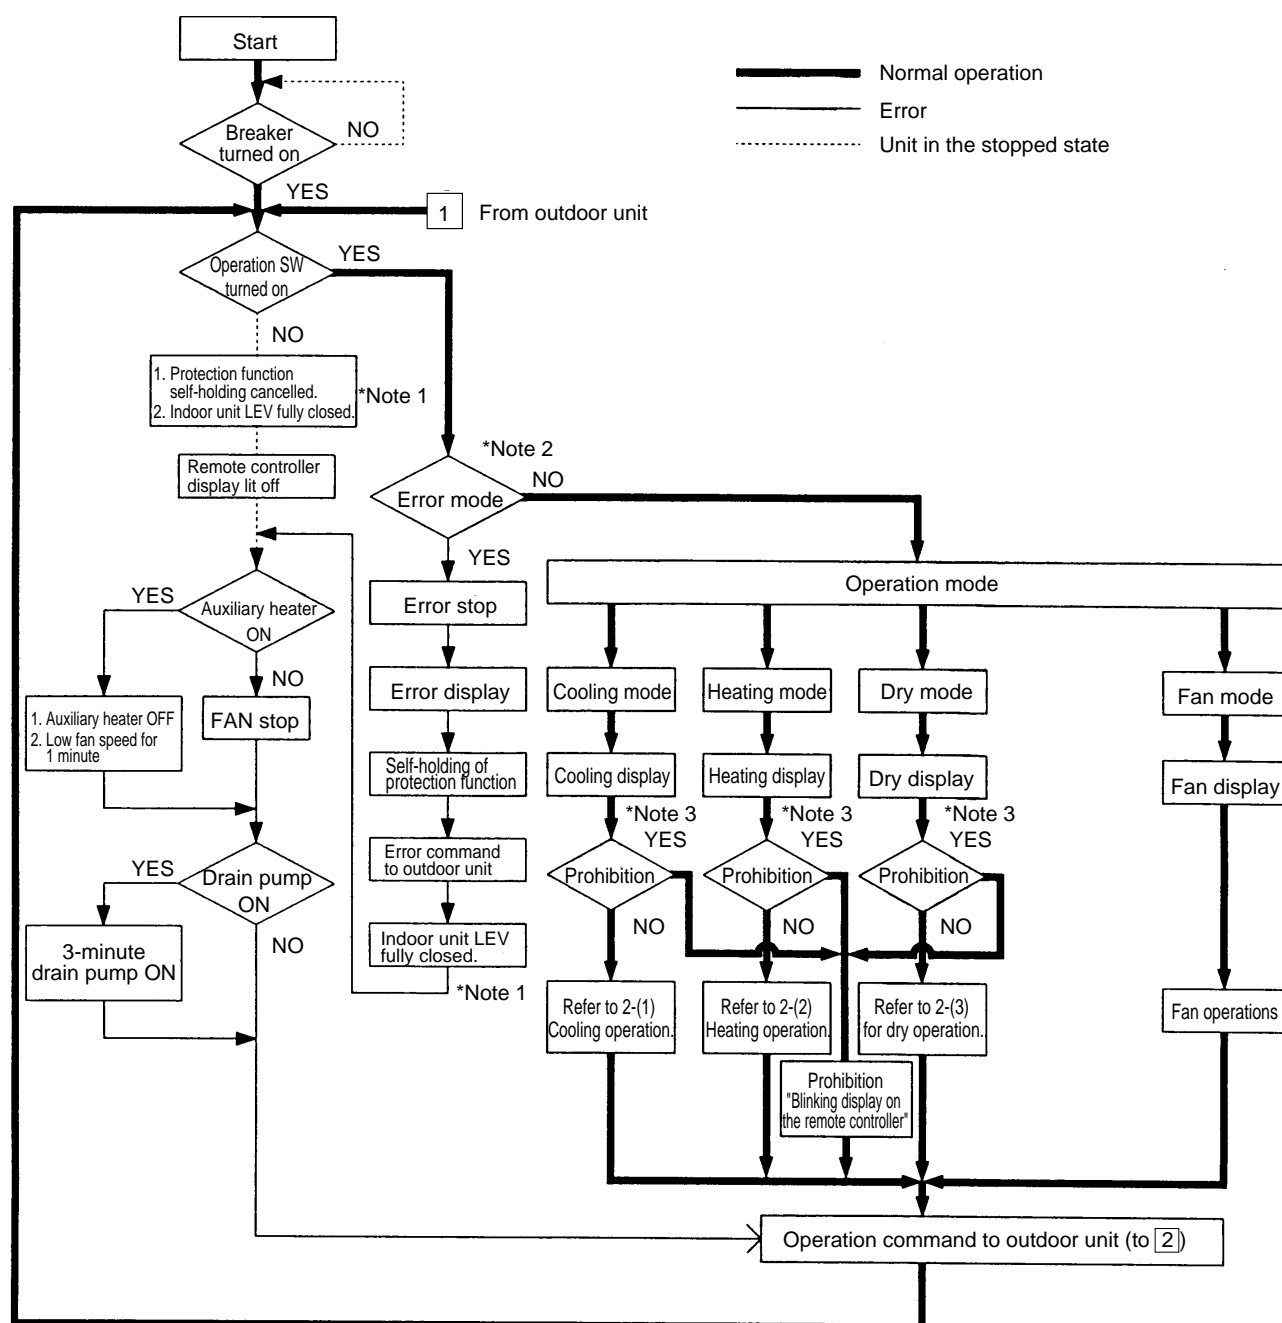 Start
Normal operation
Error
Unit in the stopped state
Breaker
turned on
NO
YES
1
From outdoor unit
Operation SW
turned on
YES
NO
1. Protection function
self-holding cancelled.
2. Indoor unit LEV fully closed.
*Note 1
Remote controller
display lit off
*Note 2
Error mode
NO
YES
YES
Auxiliary heater
ON
NO
1. Auxiliary heater OFF
2. Low fan speed for
1 minute
FAN stop
YES
Drain pump
ON
NO
3-minute
drain pump ON
Error stop
Error display
Self-holding of
protection function
Error command
to outdoor unit
Indoor unit LEV
fully closed.
*Note 1
Operation mode
Cooling mode
Heating mode
Dry mode
Fan mode
Cooling display
Heating display
Dry display
Fan display
*Note 3
YES
*Note 3
YES
*Note 3
YES
Prohibition
Prohibition
Prohibition
NO
NO
NO
Refer to 2-(1)
Cooling operation.
Refer to 2-(2)
Heating operation.
Refer to 2-(3)
for dry operation..
Fan operations
Prohibition
"Blinking display on
the remote controller"
Operation command to outdoor unit (to 2)